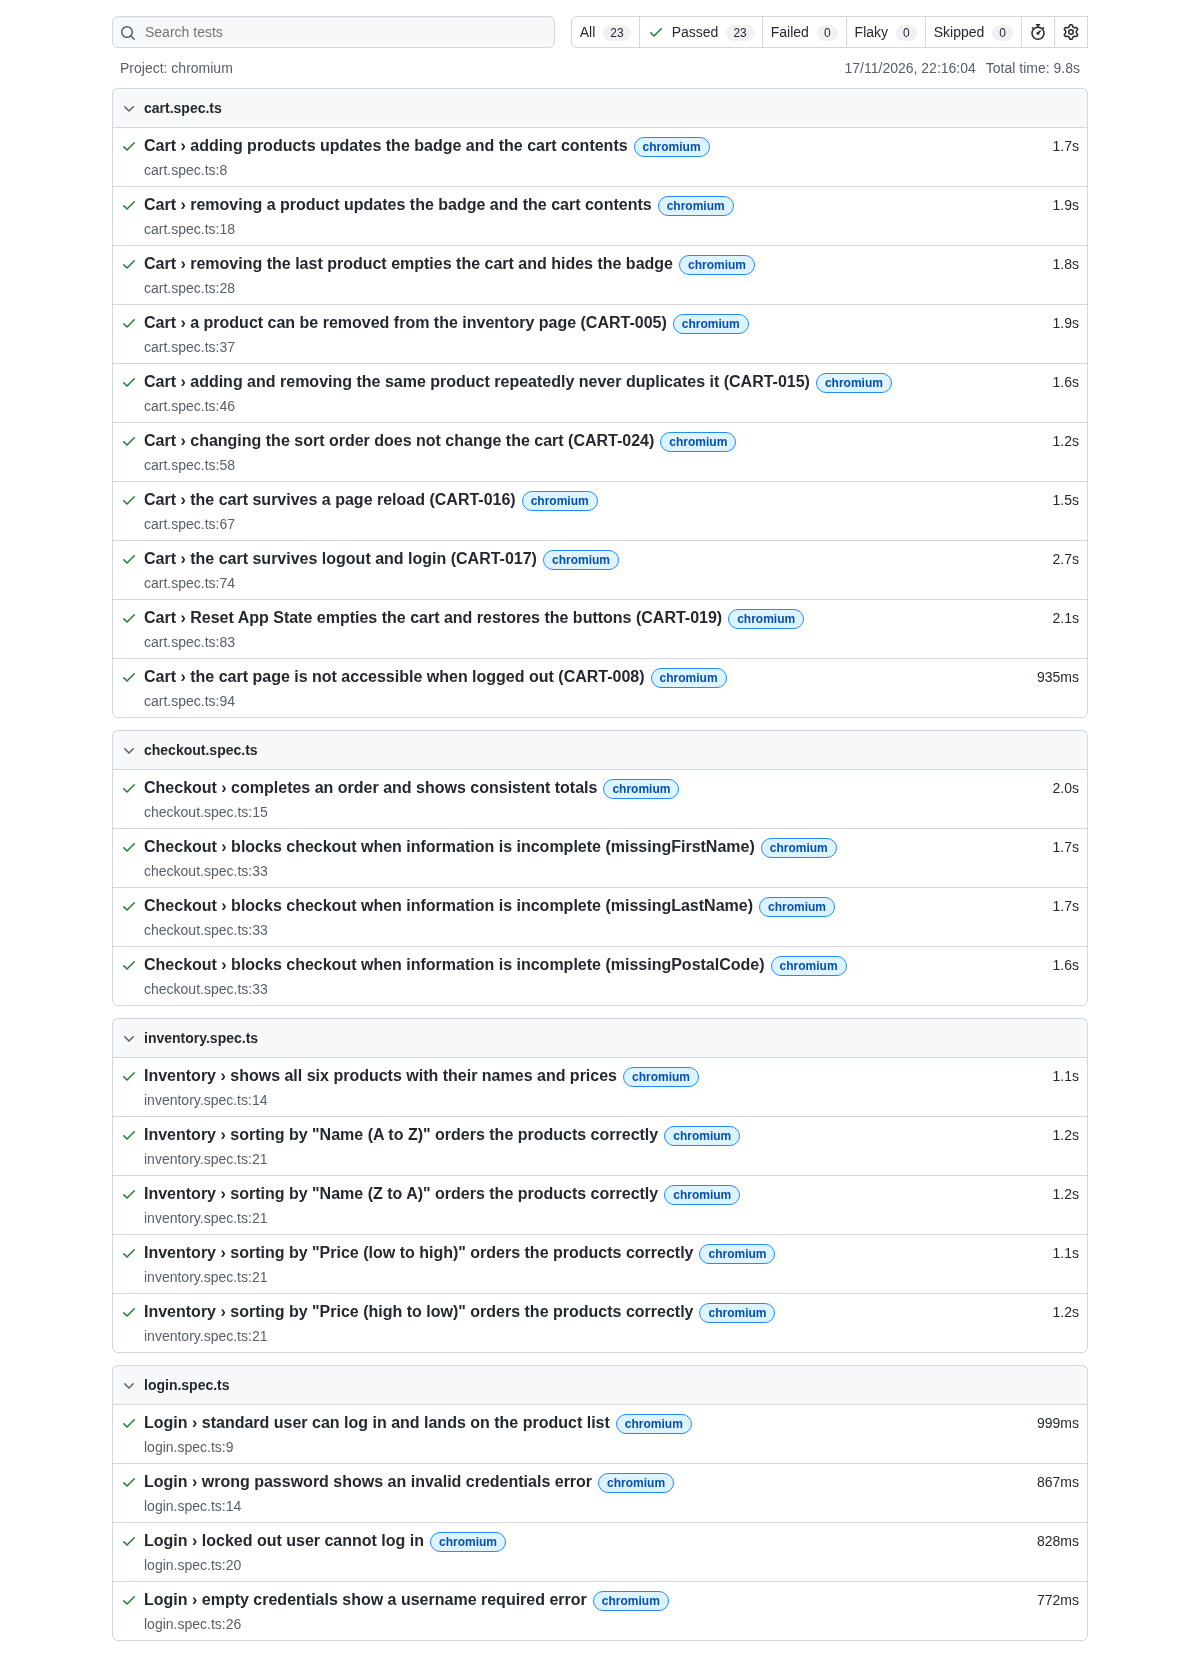 Search tests
All 23 Passed 23 Failed 0 Flaky 0 Skipped 0
Project: chromium 17/11/2026, 22:16:04 Total time: 9.8s
cart.spec.ts
Cart › adding products updates the badge and the cart contents chromium 1.7s
cart.spec.ts:8
Cart › removing a product updates the badge and the cart contents chromium 1.9s
cart.spec.ts:18
Cart › removing the last product empties the cart and hides the badge chromium 1.8s
cart.spec.ts:28
Cart › a product can be removed from the inventory page (CART-005) chromium 1.9s
cart.spec.ts:37
Cart › adding and removing the same product repeatedly never duplicates it (CART-015) chromium 1.6s
cart.spec.ts:46
Cart › changing the sort order does not change the cart (CART-024) chromium 1.2s
cart.spec.ts:58
Cart › the cart survives a page reload (CART-016) chromium 1.5s
cart.spec.ts:67
Cart › the cart survives logout and login (CART-017) chromium 2.7s
cart.spec.ts:74
Cart › Reset App State empties the cart and restores the buttons (CART-019) chromium 2.1s
cart.spec.ts:83
Cart › the cart page is not accessible when logged out (CART-008) chromium 935ms
cart.spec.ts:94
checkout.spec.ts
Checkout › completes an order and shows consistent totals chromium 2.0s
checkout.spec.ts:15
Checkout › blocks checkout when information is incomplete (missingFirstName) chromium 1.7s
checkout.spec.ts:33
Checkout › blocks checkout when information is incomplete (missingLastName) chromium 1.7s
checkout.spec.ts:33
Checkout › blocks checkout when information is incomplete (missingPostalCode) chromium 1.6s
checkout.spec.ts:33
inventory.spec.ts
Inventory › shows all six products with their names and prices chromium 1.1s
inventory.spec.ts:14
Inventory › sorting by "Name (A to Z)" orders the products correctly chromium 1.2s
inventory.spec.ts:21
Inventory › sorting by "Name (Z to A)" orders the products correctly chromium 1.2s
inventory.spec.ts:21
Inventory › sorting by "Price (low to high)" orders the products correctly chromium 1.1s
inventory.spec.ts:21
Inventory › sorting by "Price (high to low)" orders the products correctly chromium 1.2s
inventory.spec.ts:21
login.spec.ts
Login › standard user can log in and lands on the product list chromium 999ms
login.spec.ts:9
Login › wrong password shows an invalid credentials error chromium 867ms
login.spec.ts:14
Login › locked out user cannot log in chromium 828ms
login.spec.ts:20
Login › empty credentials show a username required error chromium 772ms
login.spec.ts:26